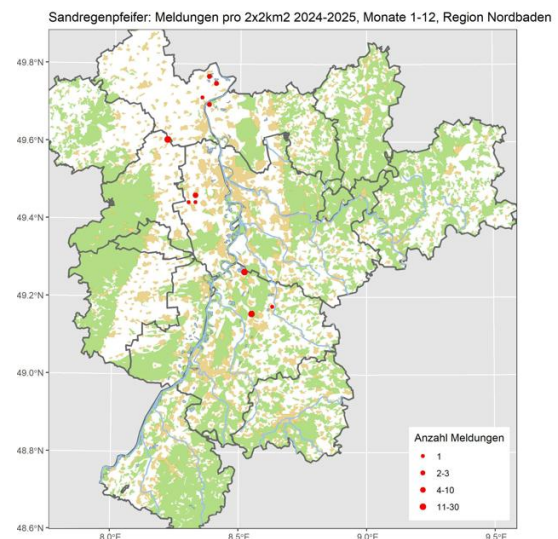 Sandregenpfeifer: Meldungen pro 2x2km2 2024-2025, Monate 1-12, Region Nordbaden
49.8°N
49.6°N
49.4°N
49.2°N
49.0°N
48.8°N
48.6°N
Anzahl Meldungen
1
2-3
4-10
11-30
8.0°E
8.5°E
9.0°E
9.5°E